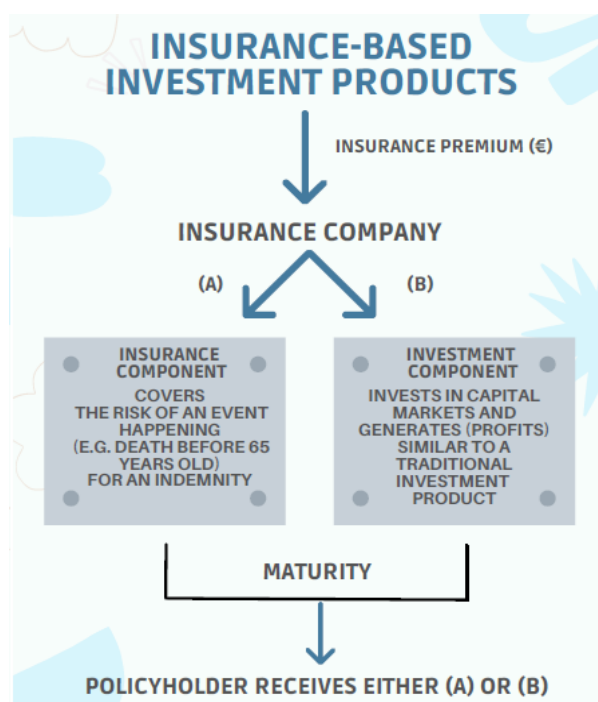 INSURANCE-BASED
INVESTMENT PRODUCTS
INSURANCE PREMIUM (€)
INSURANCE COMPANY
(A)
(B)
INSURANCE
COMPONENT
COVERS
THE RISK OF AN EVENT
HAPPENING
(E.G. DEATH BEFORE 65
YEARS OLD)
FOR AN INDEMNITY
INVESTMENT
COMPONENT
INVESTS IN CAPITAL
MARKETS AND
GENERATES (PROFITS)
SIMILAR TO A
TRADITIONAL
INVESTMENT
PRODUCT
MATURITY
POLICYHOLDER RECEIVES EITHER (A) OR (B)